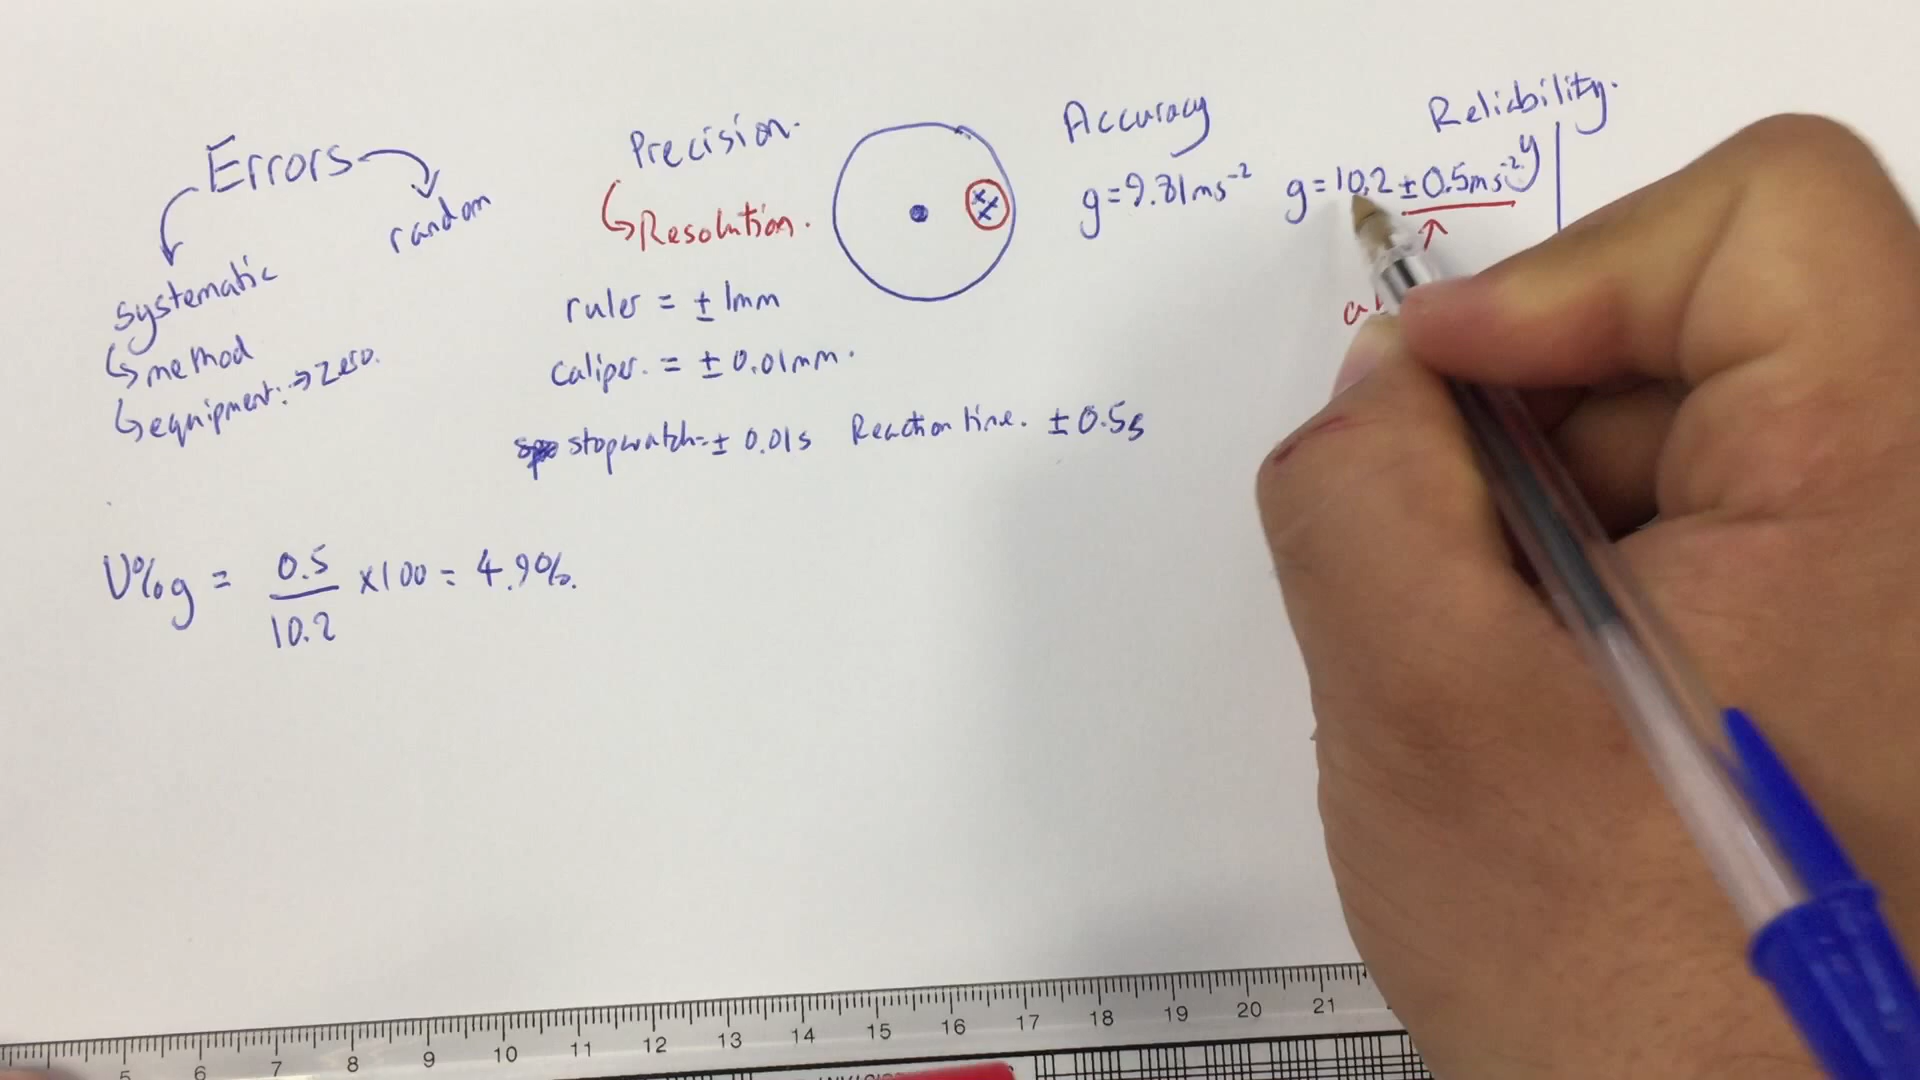 Errors
random
systematic
method
equipment: → zero.
Precision.
Resolution.
ruler = ± 1mm
caliper. = ± 0.01mm.
stopwatch = ± 0.01s Reaction time. ± 0.5s
Accuracy
g = 9.81ms⁻² g = 10.2 ± 0.5ms⁻²
Reliability.
y
U%g = 0.5/10.2 ×100 = 4.9%.
5 6 7 8 9 10 11 12 13 14 15 16 17 18 19 20 21